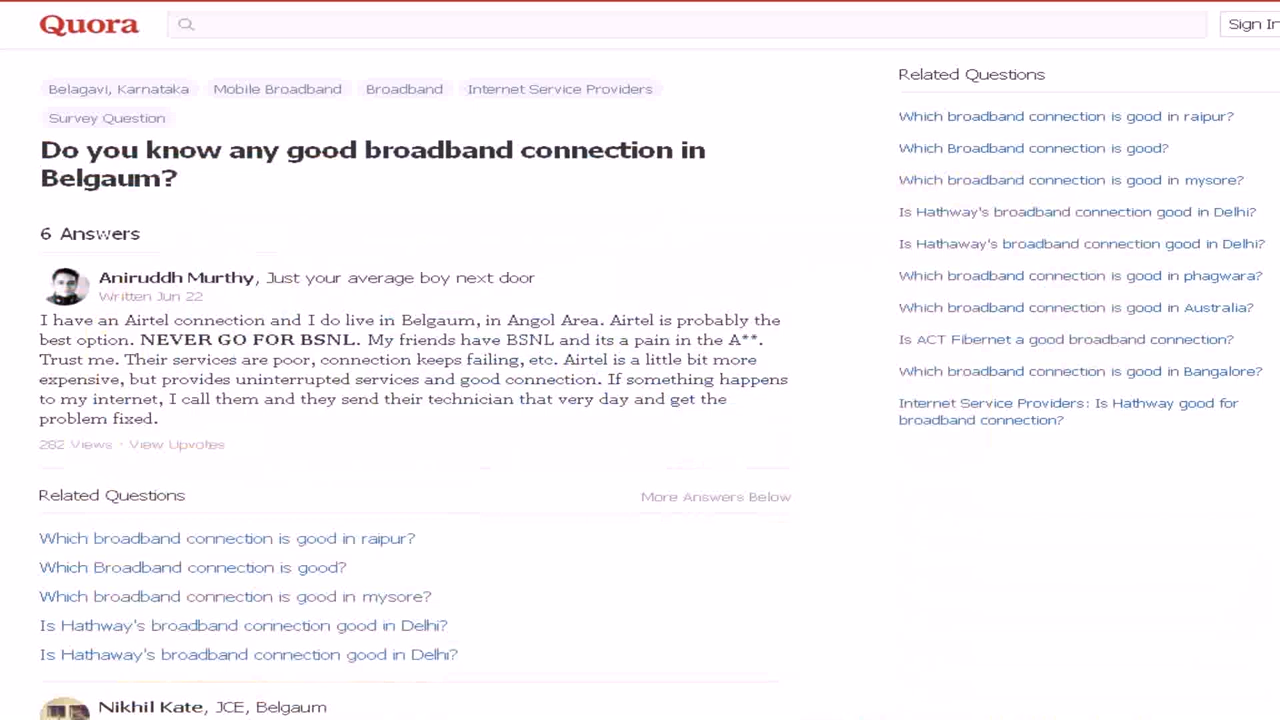 Quora
Sign In
Belagavi, Karnataka
Mobile Broadband
Broadband
Internet Service Providers
Survey Question
Do you know any good broadband connection in
Belgaum?
6 Answers
Aniruddh Murthy, Just your average boy next door
Written Jun 22
I have an Airtel connection and I do live in Belgaum, in Angol Area. Airtel is probably the
best option. NEVER GO FOR BSNL. My friends have BSNL and its a pain in the A**.
Trust me. Their services are poor, connection keeps failing, etc. Airtel is a little bit more
expensive, but provides uninterrupted services and good connection. If something happens
to my internet, I call them and they send their technician that very day and get the
problem fixed.
282 Views · View Upvotes
Related Questions
More Answers Below
Which broadband connection is good in raipur?
Which Broadband connection is good?
Which broadband connection is good in mysore?
Is Hathway's broadband connection good in Delhi?
Is Hathaway's broadband connection good in Delhi?
Nikhil Kate, JCE, Belgaum
Related Questions
Which broadband connection is good in raipur?
Which Broadband connection is good?
Which broadband connection is good in mysore?
Is Hathway's broadband connection good in Delhi?
Is Hathaway's broadband connection good in Delhi?
Which broadband connection is good in phagwara?
Which broadband connection is good in Australia?
Is ACT Fibernet a good broadband connection?
Which broadband connection is good in Bangalore?
Internet Service Providers: Is Hathway good for
broadband connection?